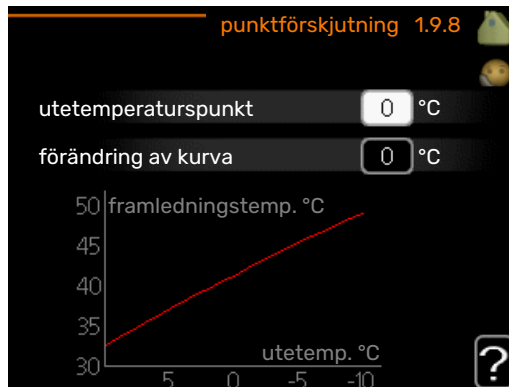 punktförskjutning 1.9.8
utetemperaturspunkt 0 °C
förändring av kurva 0 °C
50 framledningstemp. °C
45
40
35
utetemp. °C
30
5 0 -5 -10
?